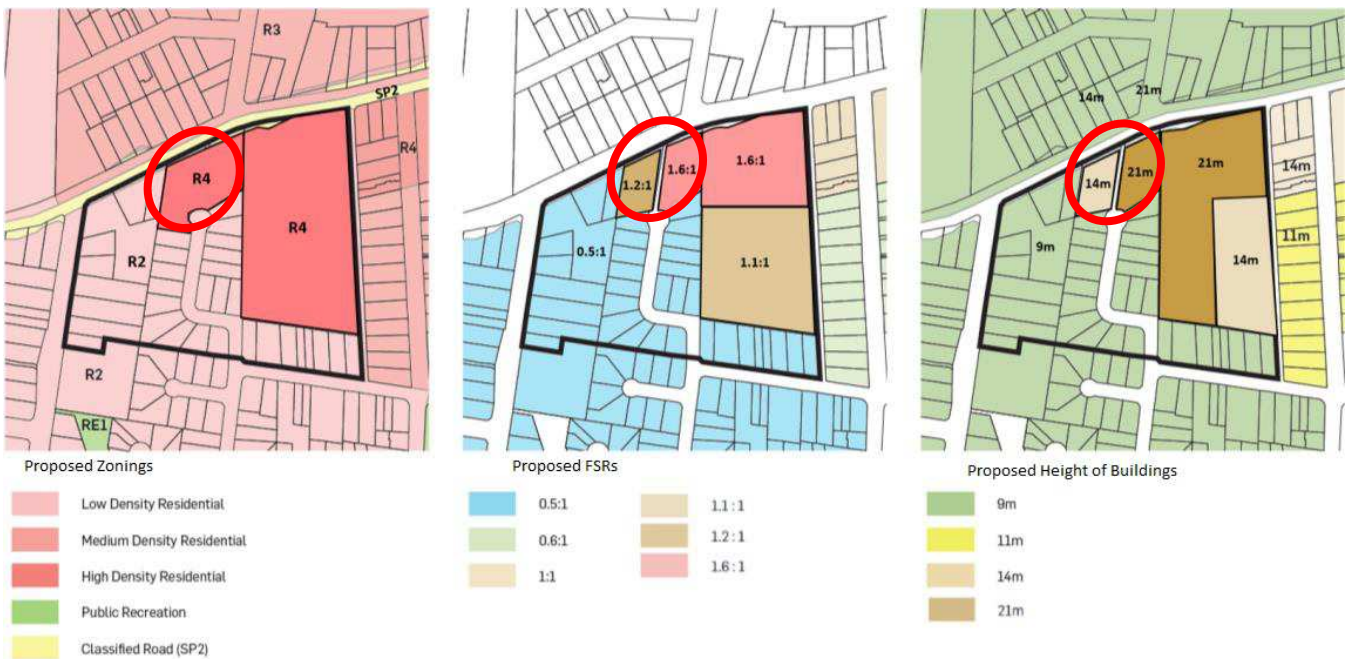 R3
SP2
R4
R4
R4
R2
R2
RE1
Proposed Zonings
Low Density Residential
Medium Density Residential
High Density Residential
Public Recreation
Classified Road (SP2)
1.2:1
1.6:1
1.6:1
0.5:1
1.1:1
Proposed FSRs
0.5:1
0.6:1
1:1
1.1 : 1
1.2 : 1
1.6 : 1
14m
21m
14m
21m
21m
14m
9m
11m
14m
Proposed Height of Buildings
9m
11m
14m
21m